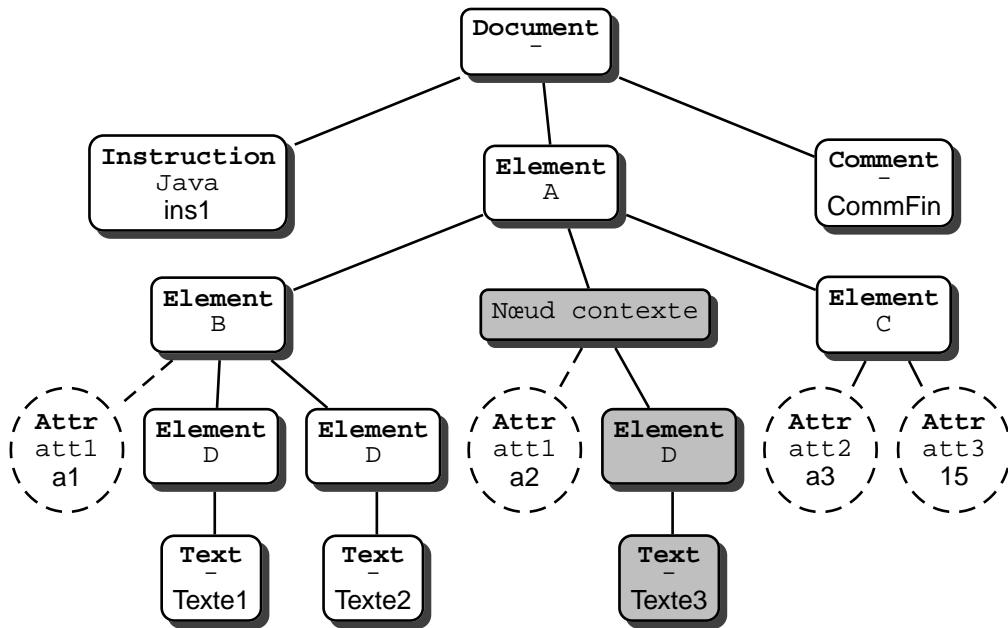 Document
-
Instruction
Java
ins1
Element
A
Comment
-
CommFin
Element
B
Nœud contexte
Element
C
Attr
att1
a1
Element
D
Element
D
Attr
att1
a2
Element
D
Attr
att2
a3
Attr
att3
15
Text
-
Texte1
Text
-
Texte2
Text
-
Texte3